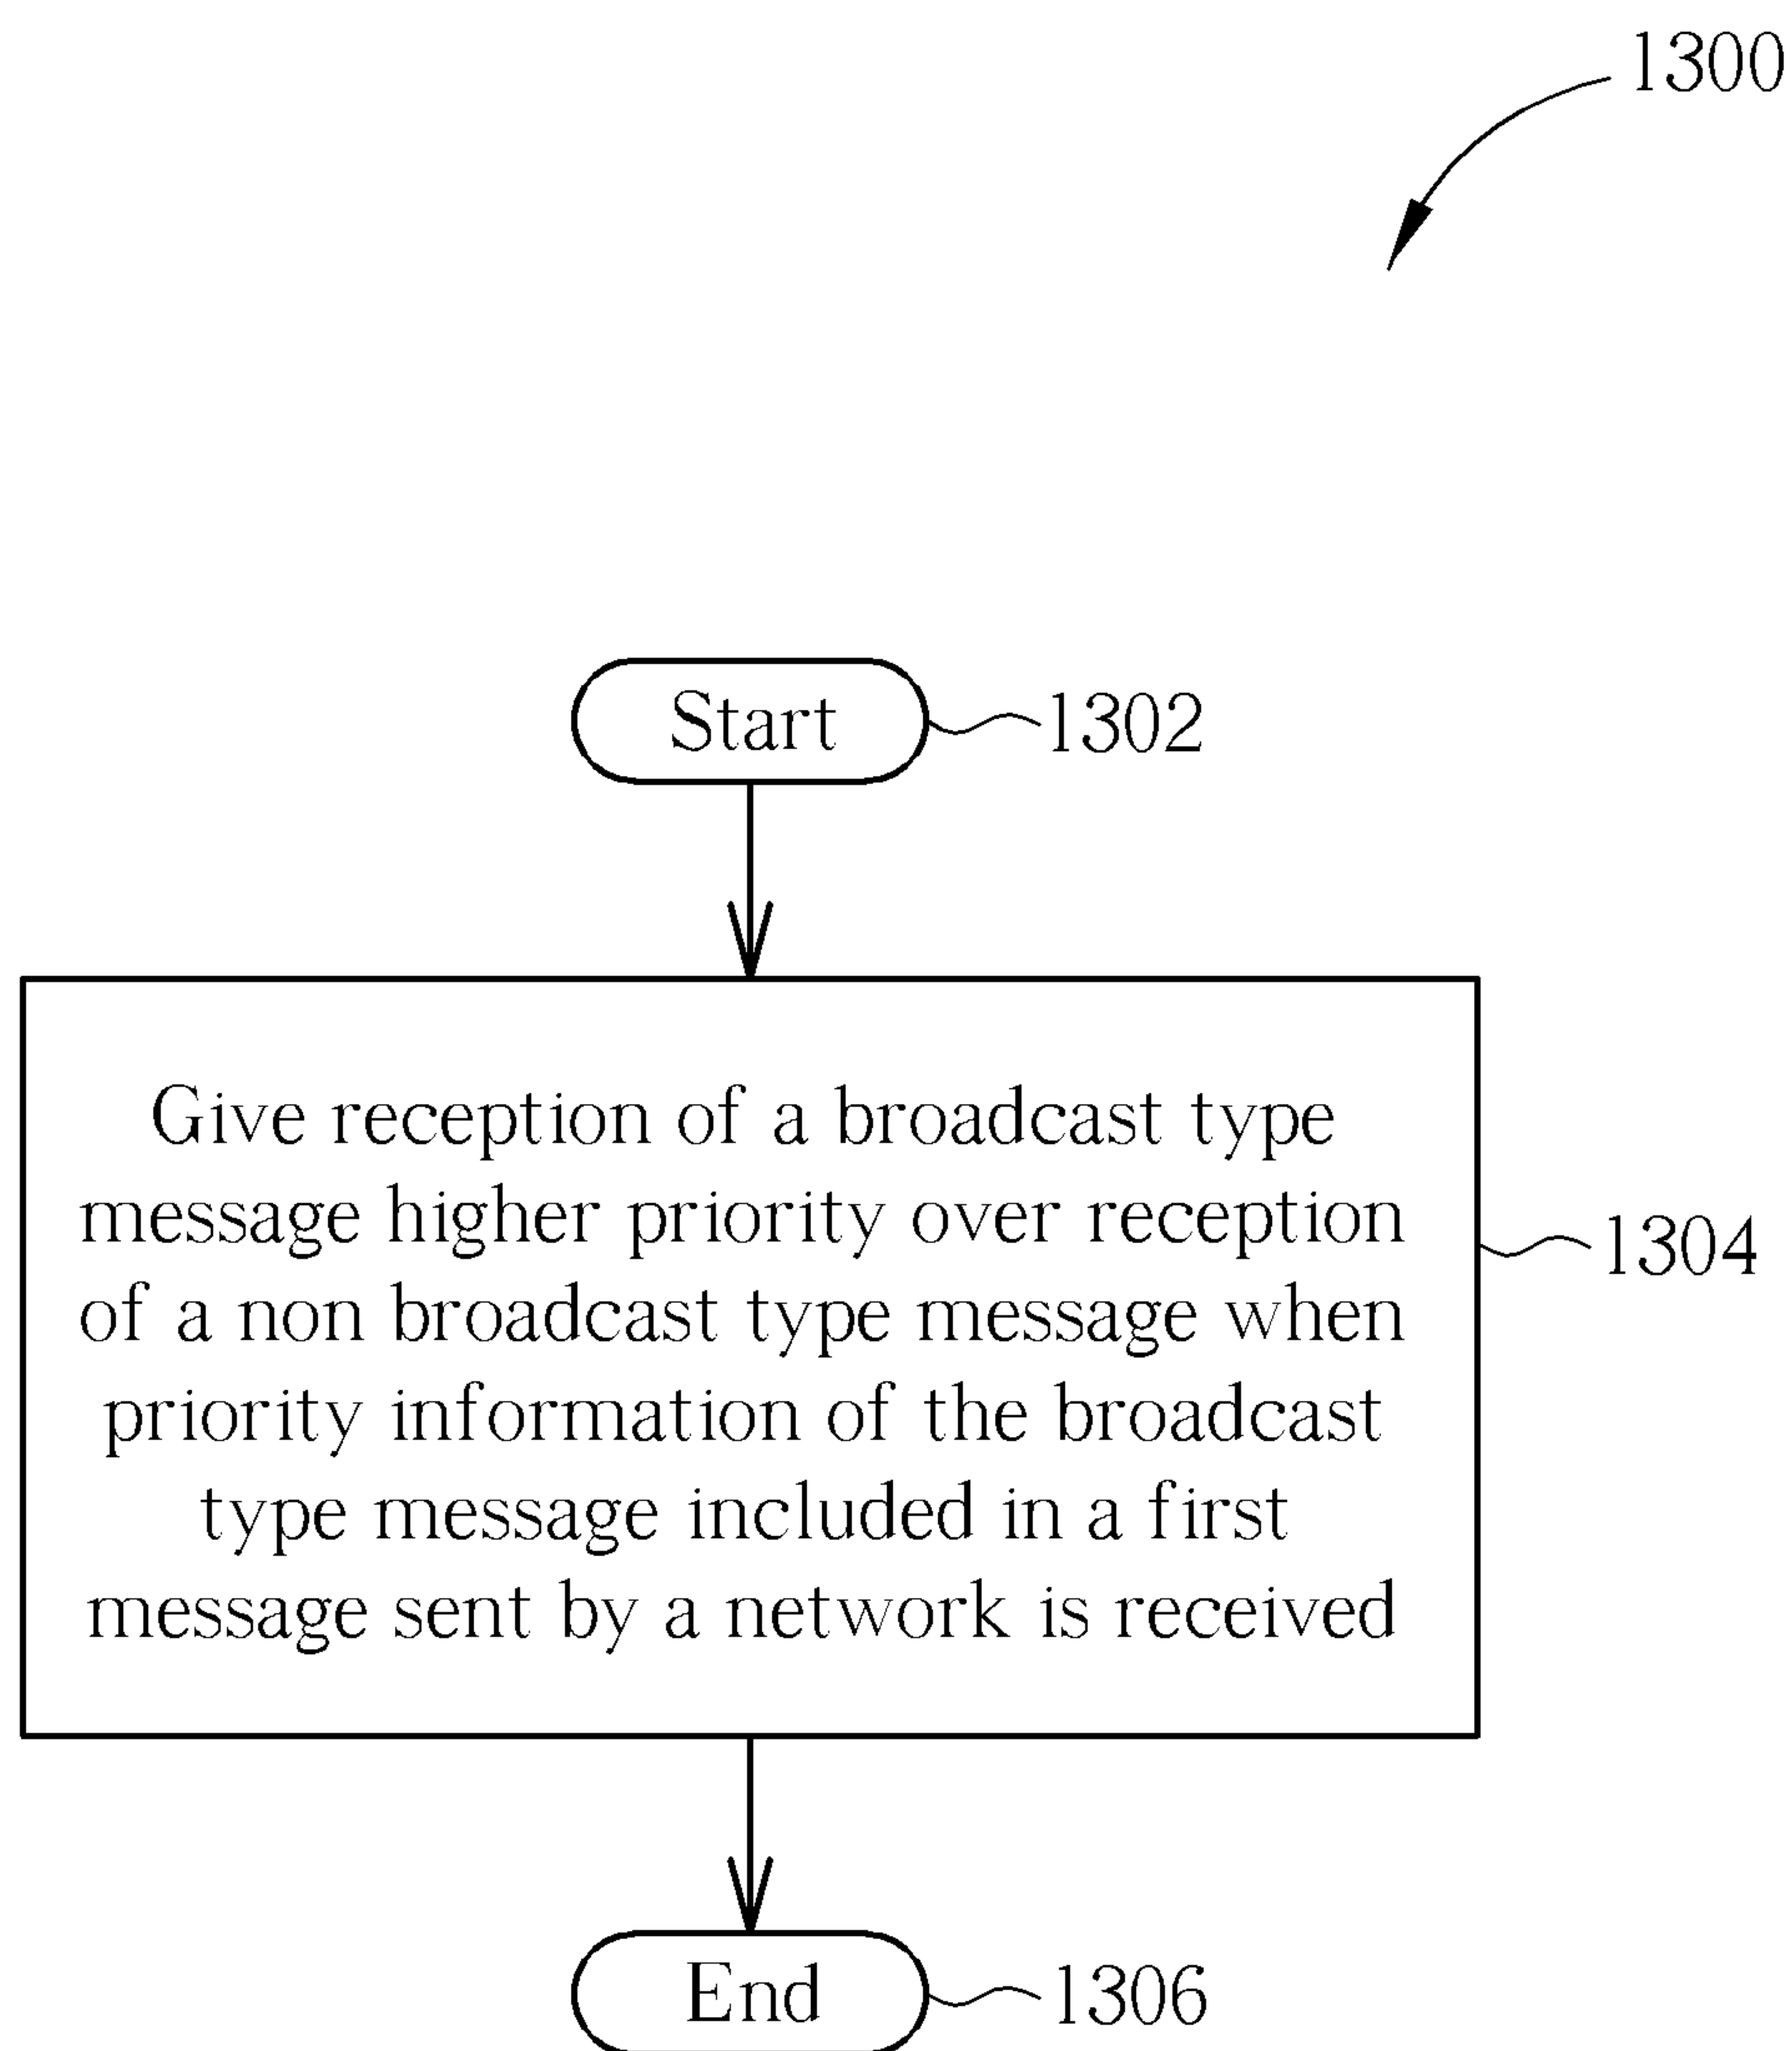 1300
Start
1302
Give reception of a broadcast type
message higher priority over reception
of a non broadcast type message when
priority information of the broadcast
type message included in a first
message sent by a network is received
1304
End
1306